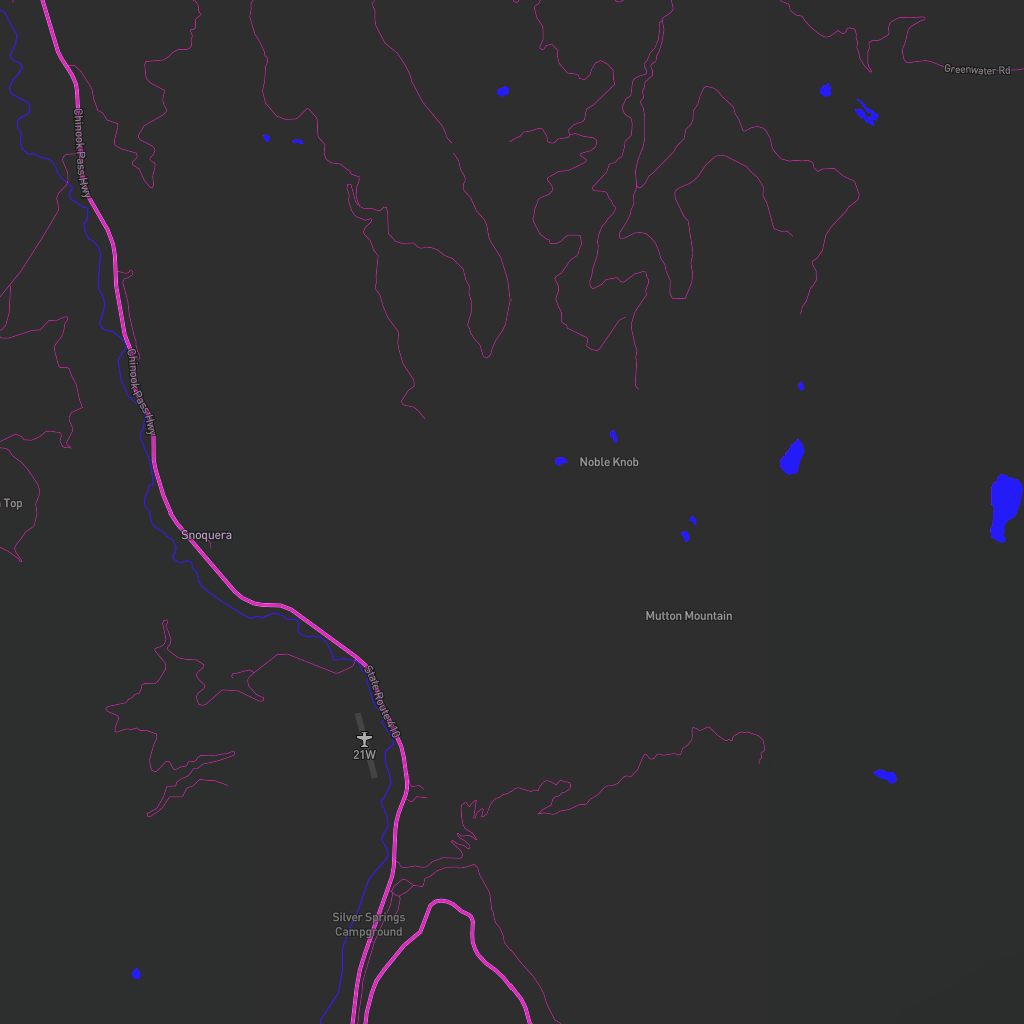 Greenwater Rd
Chinook Pass Hwy
Chinook Pass Hwy
Noble Knob
Top
Snoquera
Mutton Mountain
State Route 410
21W
Silver Springs
Campground